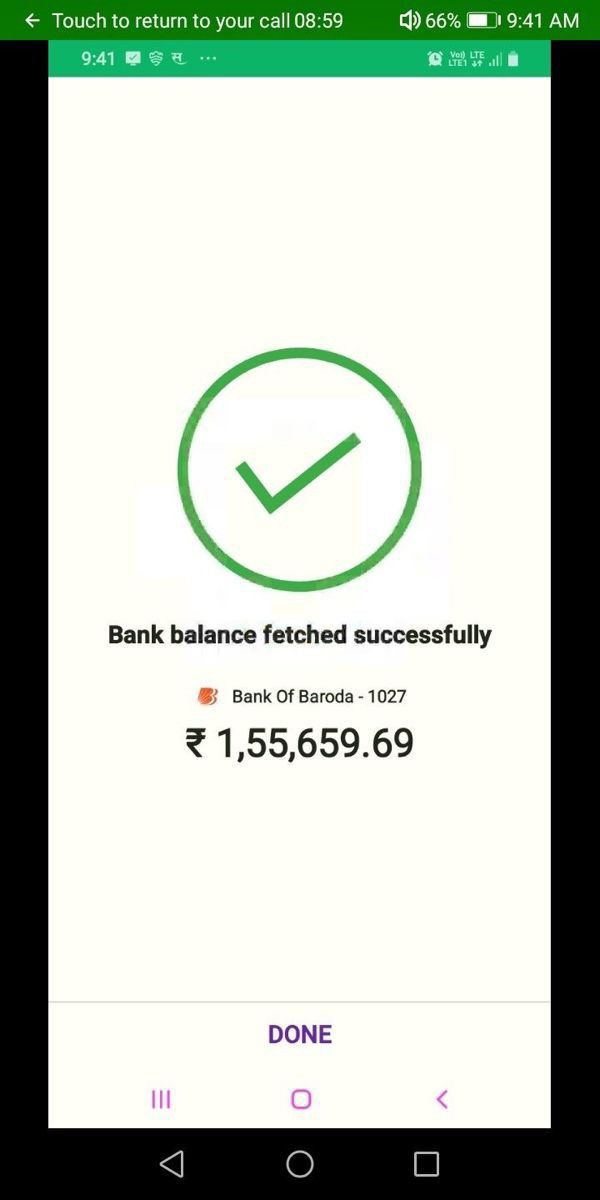 Touch to return to your call 08:59 66% 9:41 AM
9:41 स
Vo) LTE
LTE1
Bank balance fetched successfully
Bank Of Baroda - 1027
₹ 1,55,659.69
DONE